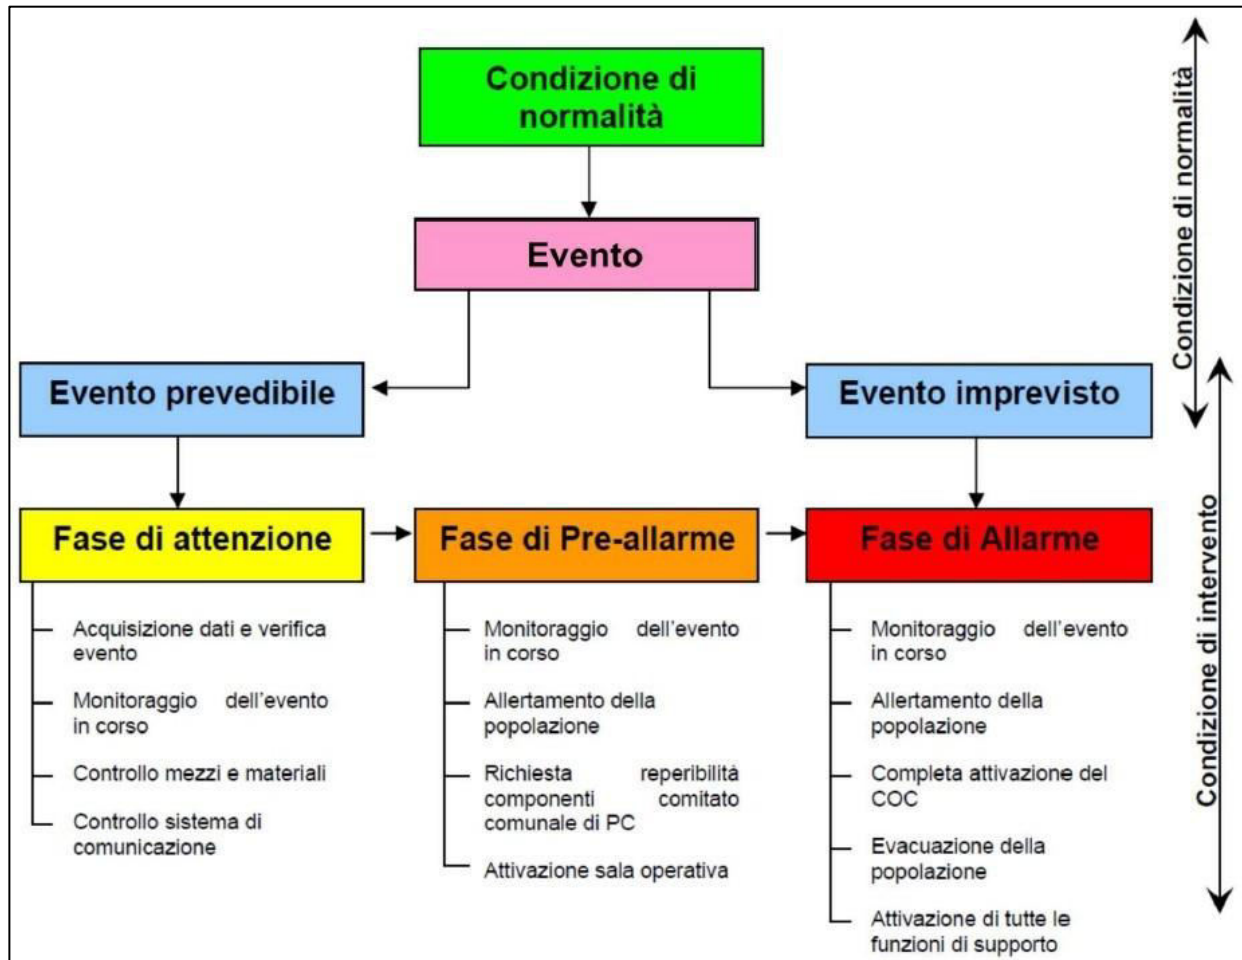 Condizione di
normalità
Evento
Evento prevedibile
Evento imprevisto
Fase di attenzione
Fase di Pre-allarme
Fase di Allarme
Acquisizione dati e verifica
evento
Monitoraggio dell'evento
in corso
Controllo mezzi e materiali
Controllo sistema di
comunicazione
Monitoraggio dell'evento
in corso
Allertamento della
popolazione
Richiesta reperibilità
componenti comitato
comunale di PC
Attivazione sala operativa
Monitoraggio dell'evento
in corso
Allertamento della
popolazione
Completa attivazione del
COC
Evacuazione della
popolazione
Attivazione di tutte le
funzioni di supporto
Condizione di normalità
Condizione di intervento